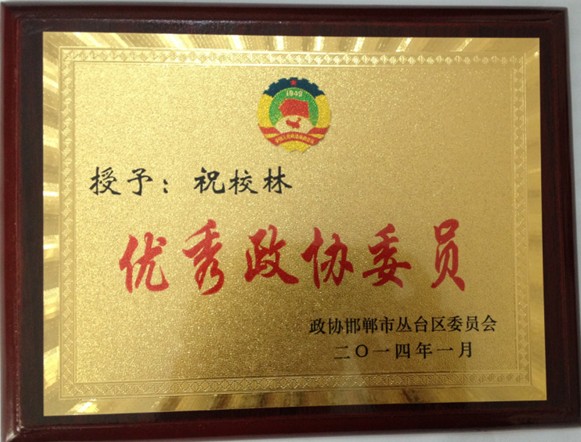 1949
授予：祝校林
优秀政协委员
政协邯郸市丛台区委员会
二〇一四年一月